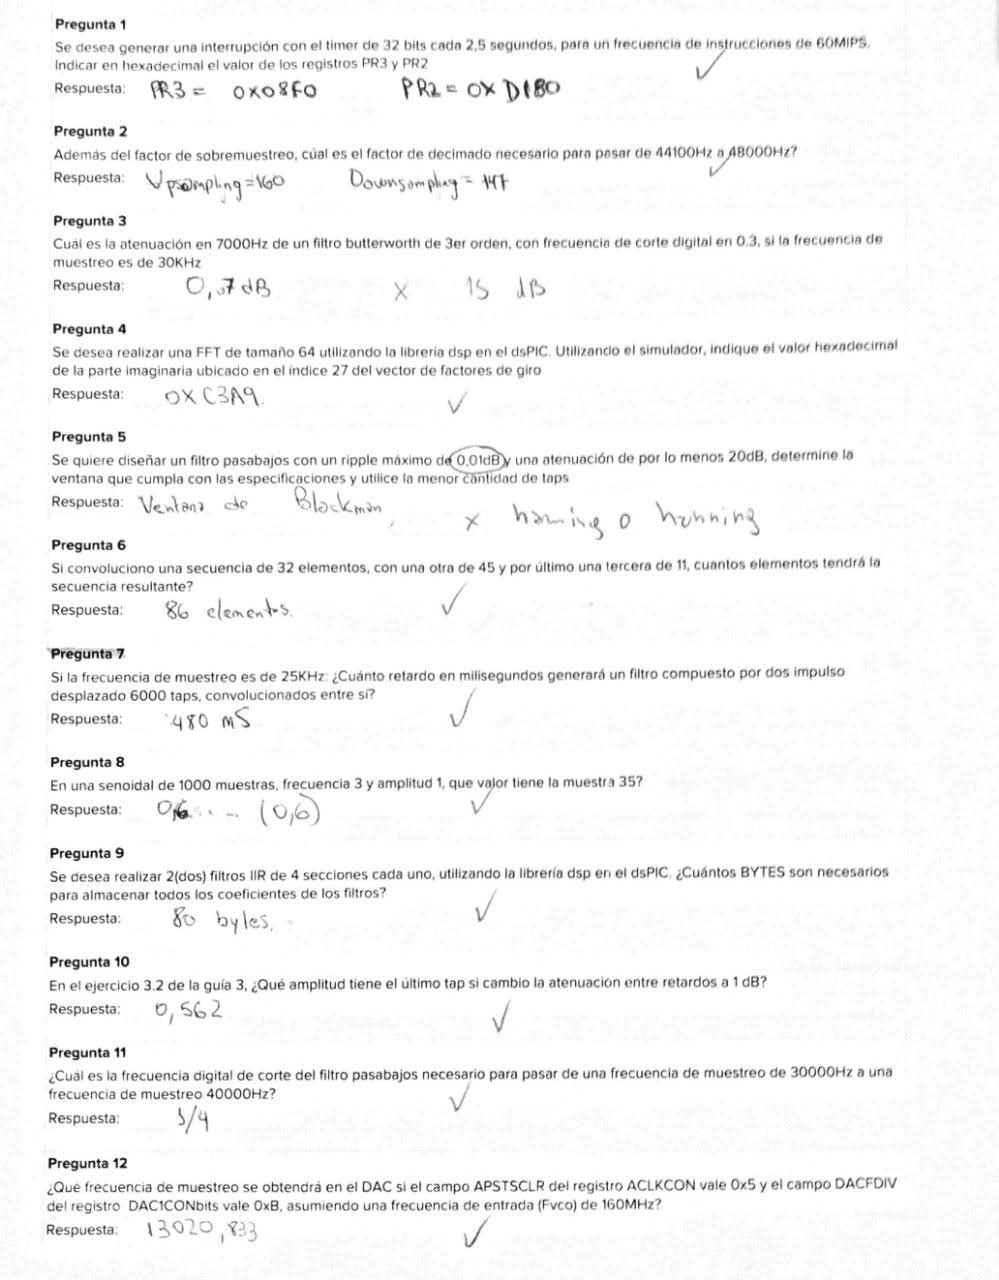 Pregunta 1
Se desea generar una interrupción con el timer de 32 bits cada 2,5 segundos, para un frecuencia de instrucciones de 60MIPS.
Indicar en hexadecimal el valor de los registros PR3 y PR2
Respuesta: PR3 = 0X08F0 PR2 = 0X D180 ✓
Pregunta 2
Además del factor de sobremuestreo, cúal es el factor de decimado necesario para pasar de 44100Hz a 48000Hz?
Respuesta: Upsampling = 160 Downsampling = 147 ✓
Pregunta 3
Cuál es la atenuación en 7000Hz de un filtro butterworth de 3er orden, con frecuencia de corte digital en 0.3, si la frecuencia de
muestreo es de 30KHz
Respuesta: X 15 dB
Pregunta 4
Se desea realizar una FFT de tamaño 64 utilizando la librería dsp en el dsPIC. Utilizando el simulador, indique el valor hexadecimal
de la parte imaginaria ubicado en el índice 27 del vector de factores de giro
Respuesta: 0X C3A9. ✓
Pregunta 5
Se quiere diseñar un filtro pasabajos con un ripple máximo de 0,01dB y una atenuación de por lo menos 20dB, determine la
ventana que cumpla con las especificaciones y utilice la menor cantidad de taps
Respuesta: Ventana de Blackman, X haming o hanning
Pregunta 6
Si convoluciono una secuencia de 32 elementos, con una otra de 45 y por último una tercera de 11, cuantos elementos tendrá la
secuencia resultante?
Respuesta: 86 elementos. ✓
Pregunta 7
Si la frecuencia de muestreo es de 25KHz: ¿Cuánto retardo en milisegundos generará un filtro compuesto por dos impulso
desplazado 6000 taps, convolucionados entre sí?
Respuesta: 480 mS ✓
Pregunta 8
En una senoidal de 1000 muestras, frecuencia 3 y amplitud 1, que valor tiene la muestra 35?
Respuesta: 0,6... (0,6) ✓
Pregunta 9
Se desea realizar 2(dos) filtros IIR de 4 secciones cada uno, utilizando la librería dsp en el dsPIC. ¿Cuántos BYTES son necesarios
para almacenar todos los coeficientes de los filtros?
Respuesta: 80 bytes. ✓
Pregunta 10
En el ejercicio 3.2 de la guía 3, ¿Qué amplitud tiene el último tap si cambio la atenuación entre retardos a 1 dB?
Respuesta: 0,562 ✓
Pregunta 11
¿Cuál es la frecuencia digital de corte del filtro pasabajos necesario para pasar de una frecuencia de muestreo de 30000Hz a una
frecuencia de muestreo 40000Hz?
Respuesta: ✓
Pregunta 12
¿Qué frecuencia de muestreo se obtendrá en el DAC si el campo APSTSCLR del registro ACLKCON vale 0x5 y el campo DACFDIV
del registro DAC1CONbits vale 0xB, asumiendo una frecuencia de entrada (Fvco) de 160MHz?
Respuesta: 13020,833 ✓